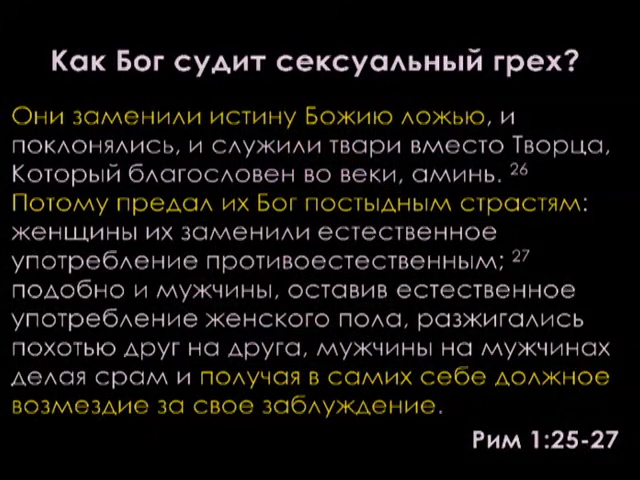 Как Бог судит сексуальный грех?
Они заменили истину Божию ложью, и
поклонялись, и служили твари вместо Творца,
Который благословен во веки, аминь. 26
Потому предал их Бог постыдным страстям:
женщины их заменили естественное
употребление противоестественным; 27
подобно и мужчины, оставив естественное
употребление женского пола, разжигались
похотью друг на друга, мужчины на мужчинах
делая срам и получая в самих себе должное
возмездие за свое заблуждение.
Рим 1:25-27